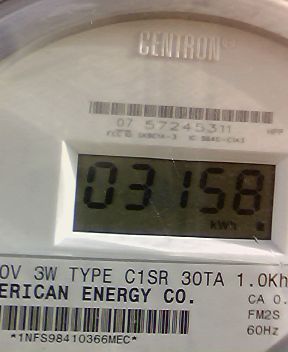 CENTRON®
07 57245311 HPP
03158
kWh
0V 3W TYPE C1SR 30TA 1.0Kh
ERICAN ENERGY CO. CA 0.
FM2S
60Hz
*1NFS98410366MEC*